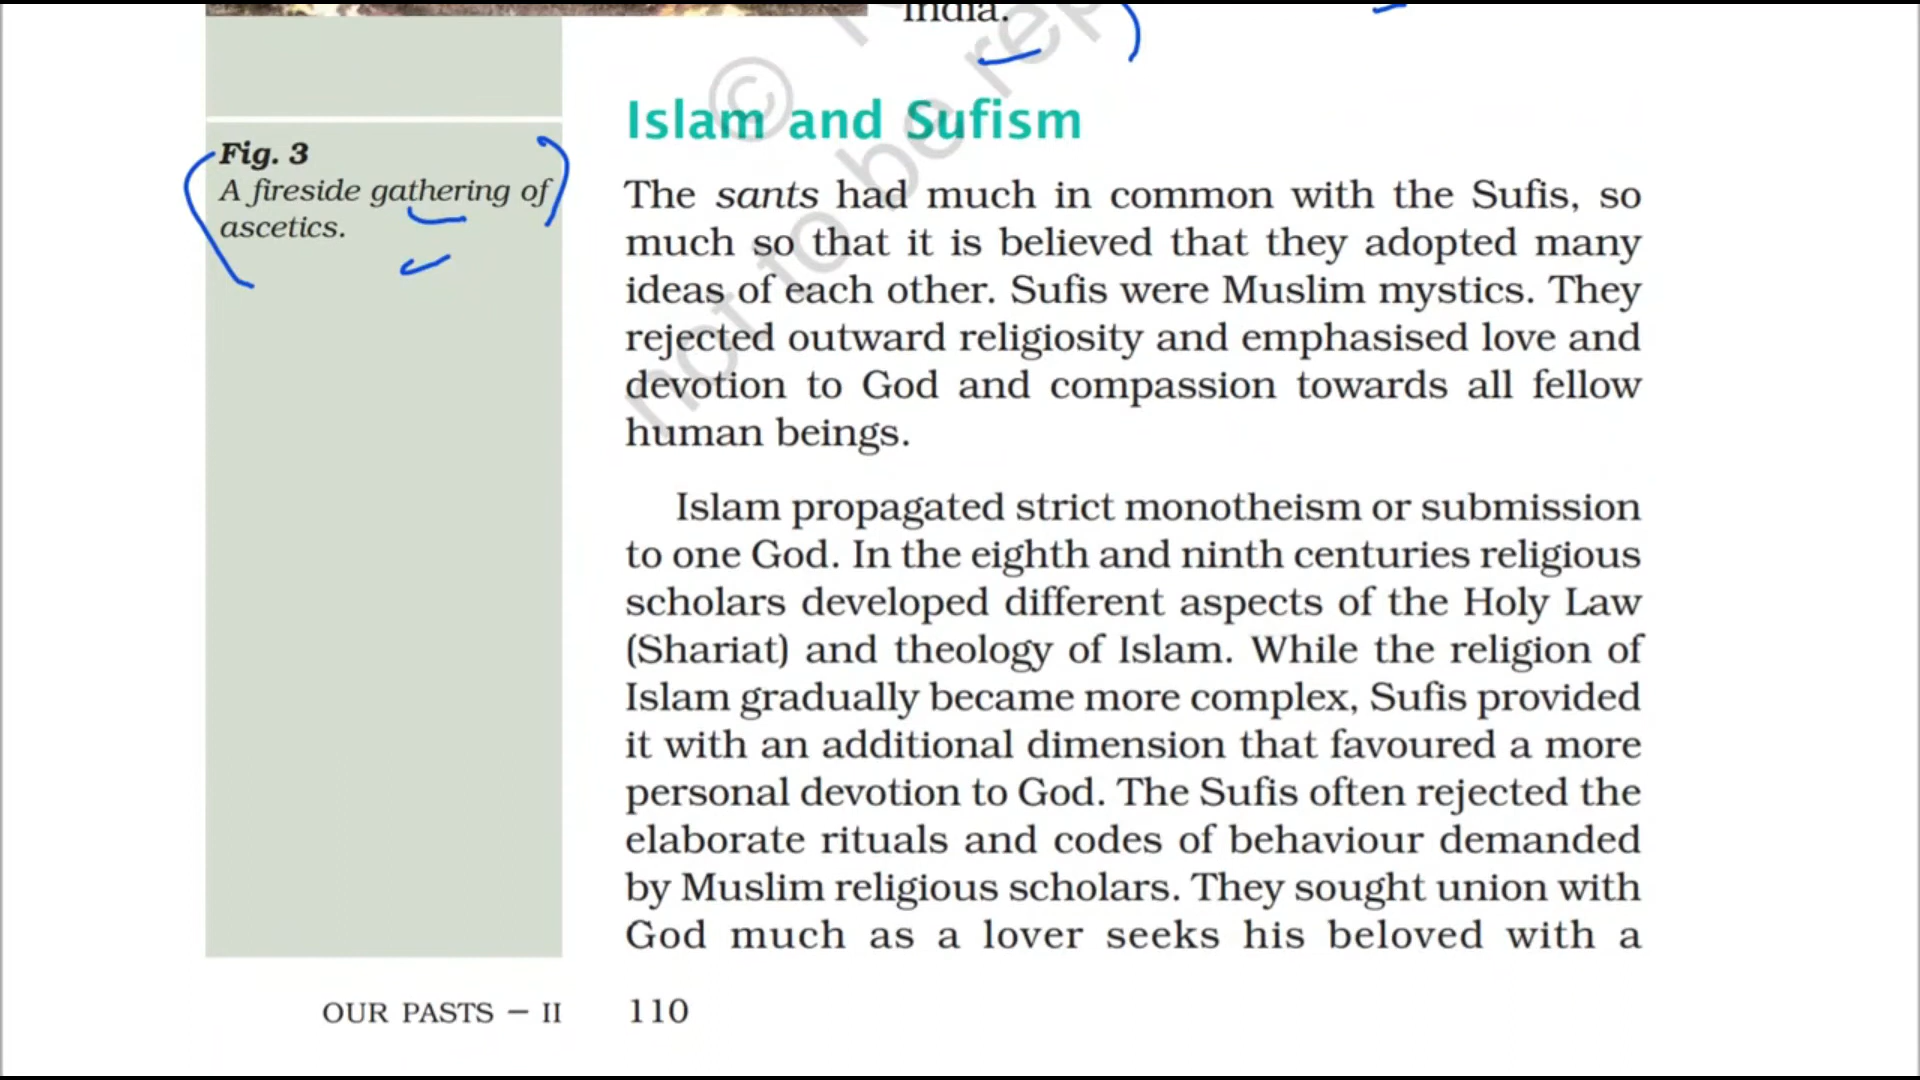 India.
Islam and Sufism
Fig. 3
A fireside gathering of
ascetics.
The sants had much in common with the Sufis, so
much so that it is believed that they adopted many
ideas of each other. Sufis were Muslim mystics. They
rejected outward religiosity and emphasised love and
devotion to God and compassion towards all fellow
human beings.
Islam propagated strict monotheism or submission
to one God. In the eighth and ninth centuries religious
scholars developed different aspects of the Holy Law
(Shariat) and theology of Islam. While the religion of
Islam gradually became more complex, Sufis provided
it with an additional dimension that favoured a more
personal devotion to God. The Sufis often rejected the
elaborate rituals and codes of behaviour demanded
by Muslim religious scholars. They sought union with
God much as a lover seeks his beloved with a
OUR PASTS – II 110
©
not to be